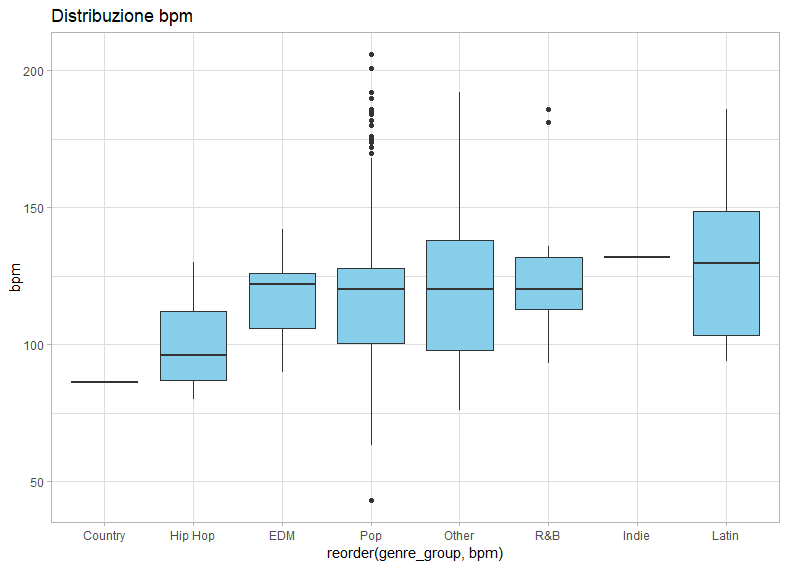 Distribuzione bpm
200
150
100
50
bpm
Country Hip Hop EDM Pop Other R&B Indie Latin
reorder(genre_group, bpm)